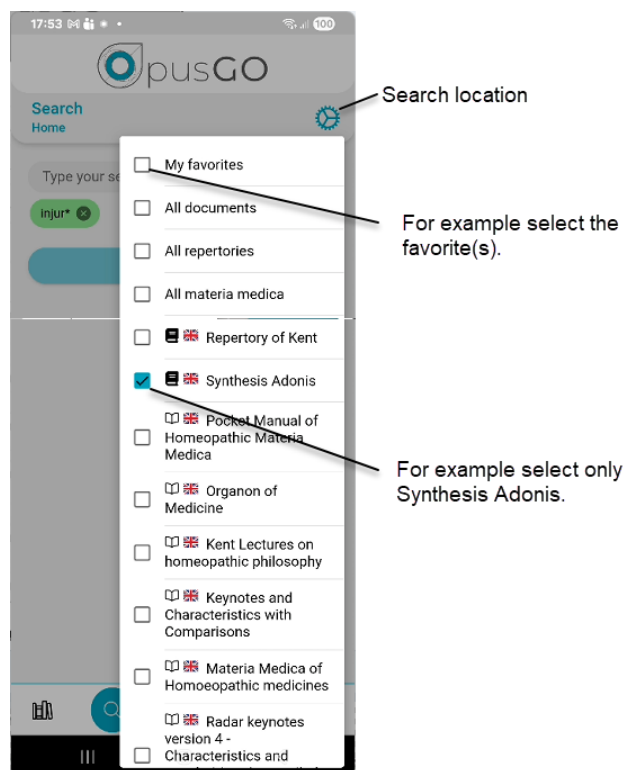 17:53
100
OpusGO
Search
Home
Search location
Type your se
injur*
My favorites
All documents
All repertories
All materia medica
For example select the
favorite(s).
Repertory of Kent
Synthesis Adonis
Pocket Manual of
Homeopathic Materia
Medica
For example select only
Synthesis Adonis.
Organon of
Medicine
Kent Lectures on
homeopathic philosophy
Keynotes and
Characteristics with
Comparisons
Materia Medica of
Homoeopathic medicines
Radar keynotes
version 4 -
Characteristics and